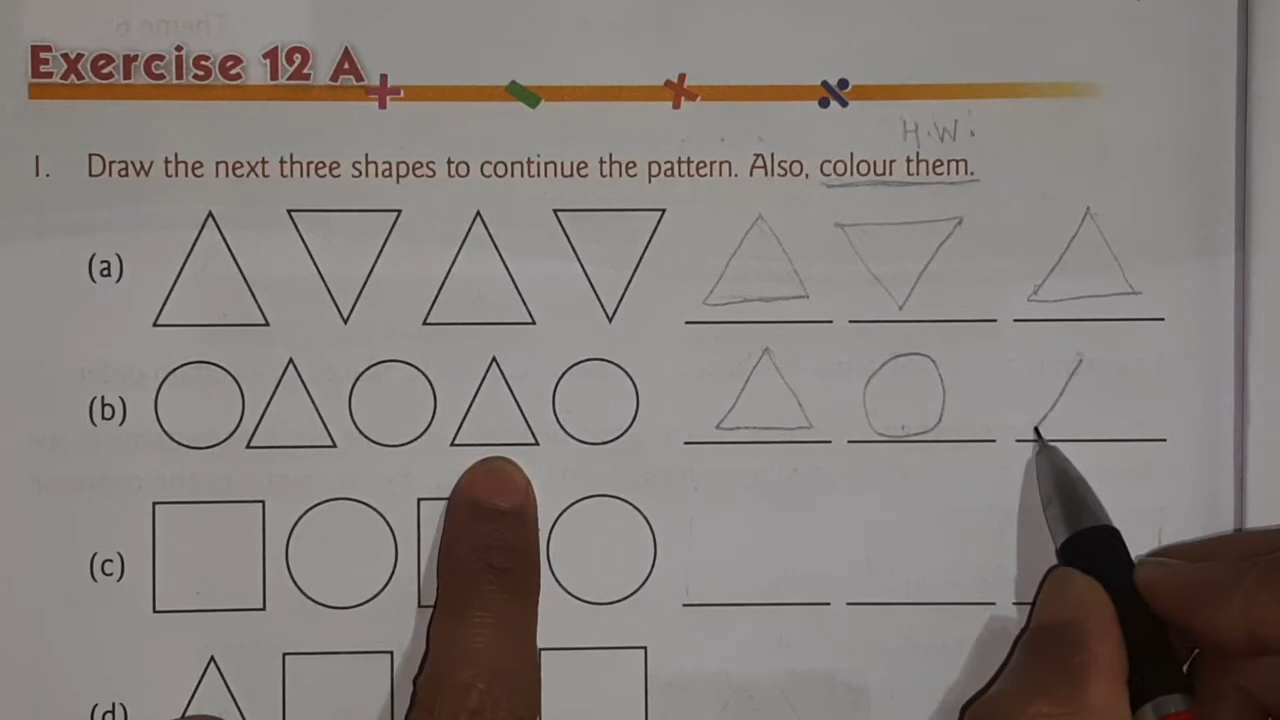 Exercise 12 A
H.W.
1. Draw the next three shapes to continue the pattern. Also, colour them.
(a)
(b)
(c)
(d)